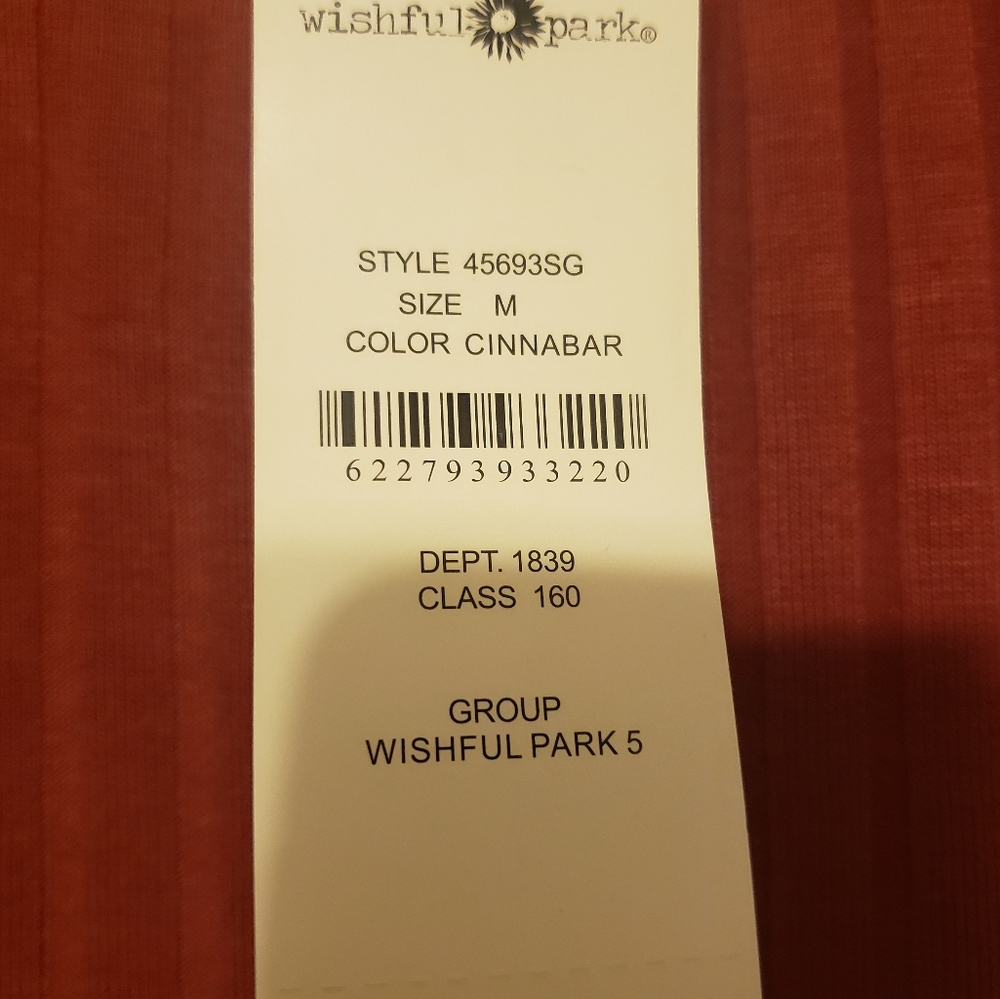 wishful park®
STYLE 45693SG
SIZE M
COLOR CINNABAR
622793933220
DEPT. 1839
CLASS 160
GROUP
WISHFUL PARK 5